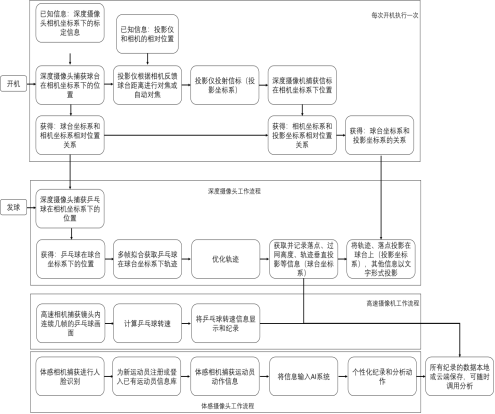 已知信息：深度摄像
头相机坐标系下的标
定信息
每次开机执行一次
已知信息：投影仪
和相机的相对位置
开机
深度摄像头捕获球台
在相机坐标系下的位
置
投影仪根据相机反馈
球台距离进行对焦或
自动对焦
投影仪投射信标（投
影坐标系）
深度摄像机捕获信标
在相机坐标系下位置
获得：球台坐标系和
相机坐标系相对位置
关系
获得：相机坐标系和
投影坐标系相对位置
关系
获得：球台坐标系和
投影坐标系的关系
深度摄像头工作流程
发球
深度摄像头捕获乒乓
球在相机坐标系下的
位置
获得：乒乓球在球台
坐标系下的位置
多帧拟合获取乒乓球
在球台坐标系下轨迹
优化轨迹
获取并记录落点、过
网高度、轨迹垂直投
影等信息（球台坐标
系）
将轨迹、落点投影在
球台上（投影坐标
系），其他信息以文
字形式投影
高速摄像机工作流程
高速相机捕获镜头内
连续几帧的乒乓球画
面
计算乒乓球转速
将乒乓球转速信息显
示和纪录
体感相机捕获进行人
脸识别
为新运动员注册或登
入已有运动员信息库
体感相机捕获运动员
动作信息
将信息输入AI系统
个性化纪录和分析动
作
所有纪录的数据本地
或云端保存，可随时
调用分析
体感摄像头工作流程